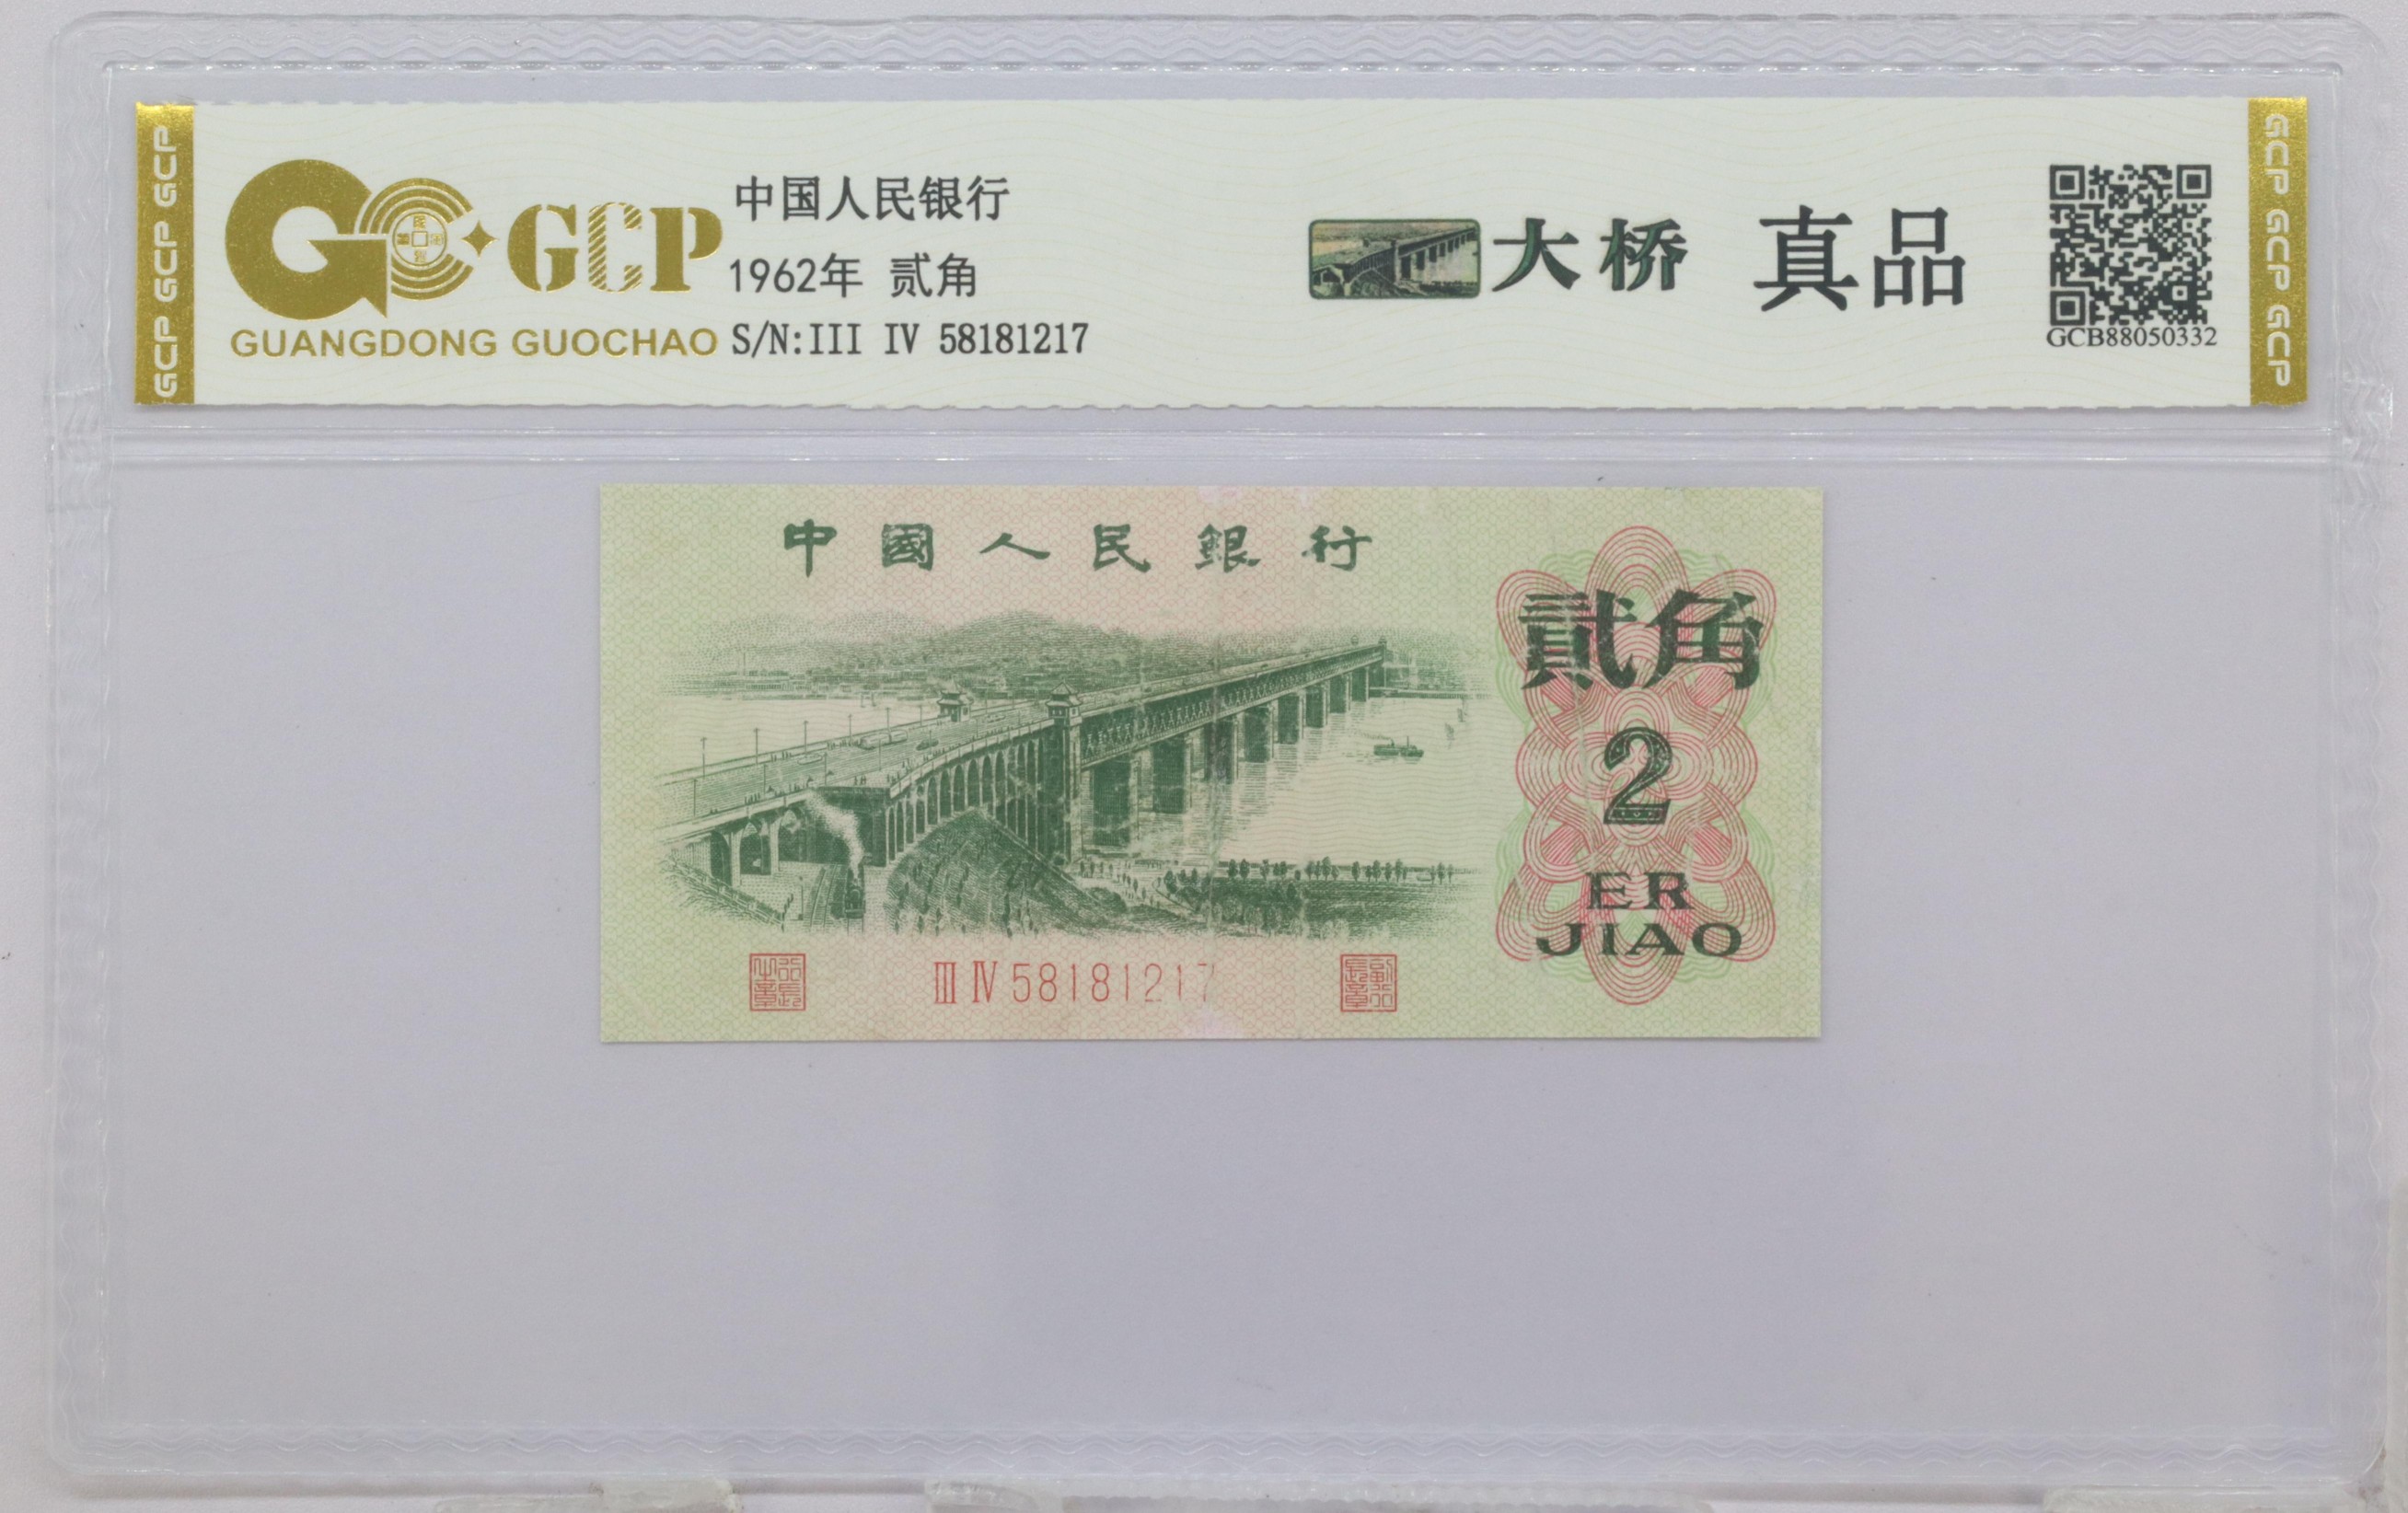 GCP GCP GCP
GCP
GUANGDONG GUOCHAO
中国人民银行
1962年 贰角
S/N:III IV 58181217
大桥 真品
GCB88050332
GCP GCP GCP
中國人民銀行
貳角
2
ER
JIAO
III IV 58181217